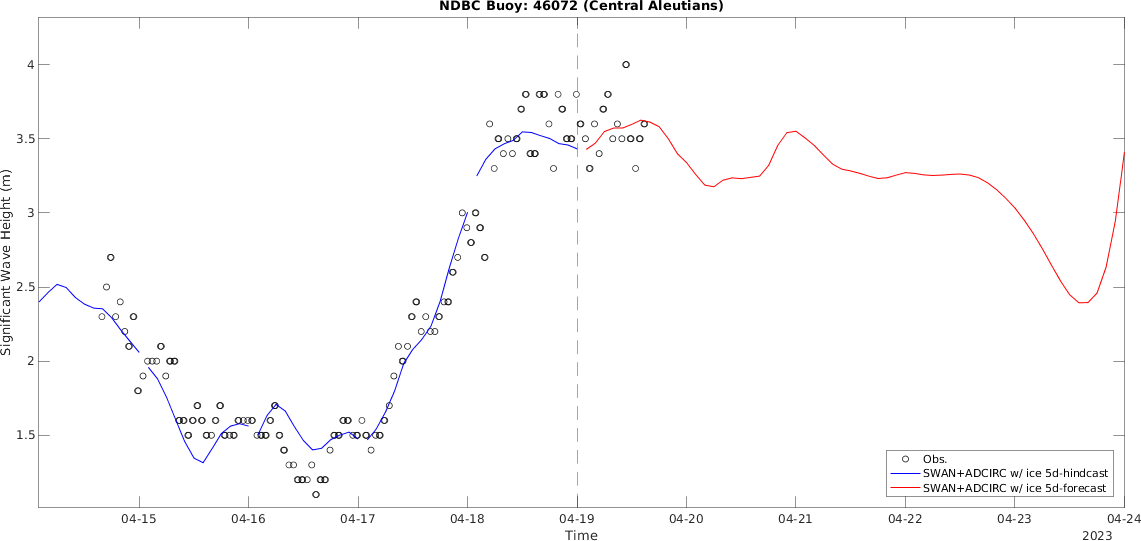 NDBC Buoy: 46072 (Central Aleutians)
Significant Wave Height (m)
4
3.5
3
2.5
2
1.5
Obs.
SWAN+ADCIRC w/ ice 5d-hindcast
SWAN+ADCIRC w/ ice 5d-forecast
04-15 04-16 04-17 04-18 04-19 04-20 04-21 04-22 04-23 04-24
Time
2023